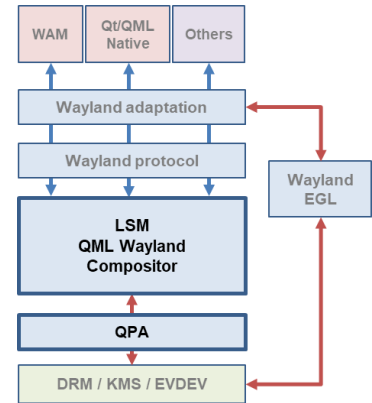 WAM
Qt/QML
Native
Others
Wayland adaptation
Wayland protocol
Wayland
EGL
LSM
QML Wayland
Compositor
QPA
DRM / KMS / EVDEV